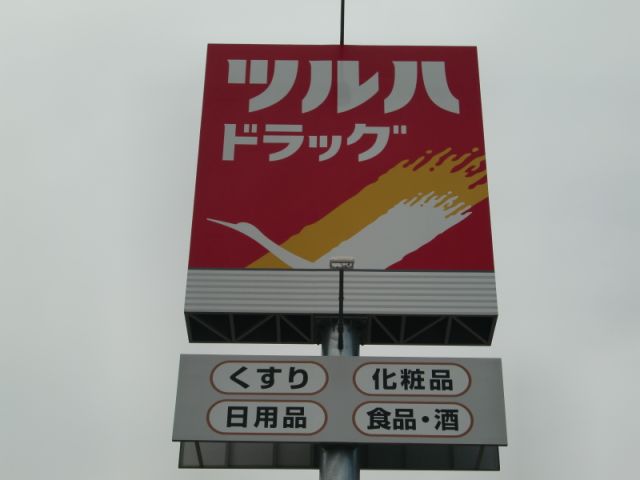 ツルハ
ドラッグ
くすり 化粧品
日用品 食品・酒